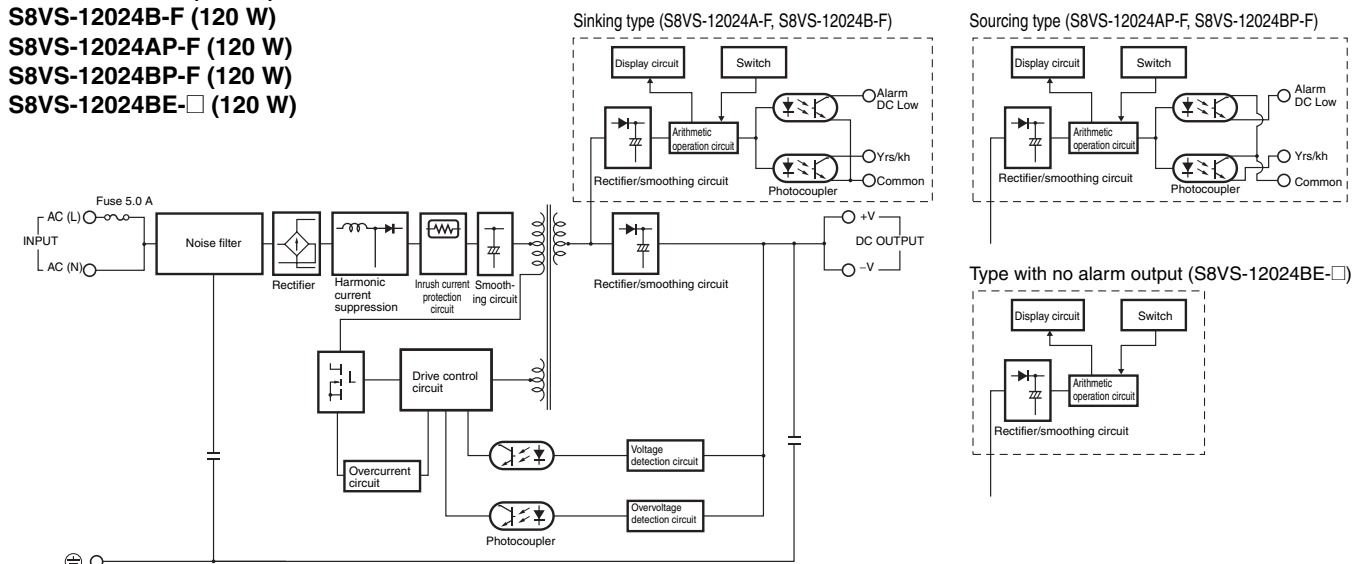 S8VS-12024B-F (120 W)
S8VS-12024AP-F (120 W)
S8VS-12024BP-F (120 W)
S8VS-12024BE-□ (120 W)
Sinking type (S8VS-12024A-F, S8VS-12024B-F)
Display circuit
Switch
Arithmetic
operation circuit
Rectifier/smoothing circuit
Photocoupler
Alarm
DC Low
Yrs/kh
Common
Sourcing type (S8VS-12024AP-F, S8VS-12024BP-F)
Display circuit
Switch
Arithmetic
operation circuit
Rectifier/smoothing circuit
Photocoupler
Alarm
DC Low
Yrs/kh
Common
Fuse 5.0 A
AC (L)
INPUT
AC (N)
Noise filter
Rectifier
Harmonic
current
suppression
Inrush current
protection
circuit
Smooth-
ing circuit
Rectifier/smoothing circuit
+V
DC OUTPUT
−V
Drive control
circuit
Overcurrent
circuit
Voltage
detection circuit
Overvoltage
detection circuit
Photocoupler
Type with no alarm output (S8VS-12024BE-□)
Display circuit
Switch
Arithmetic
operation circuit
Rectifier/smoothing circuit